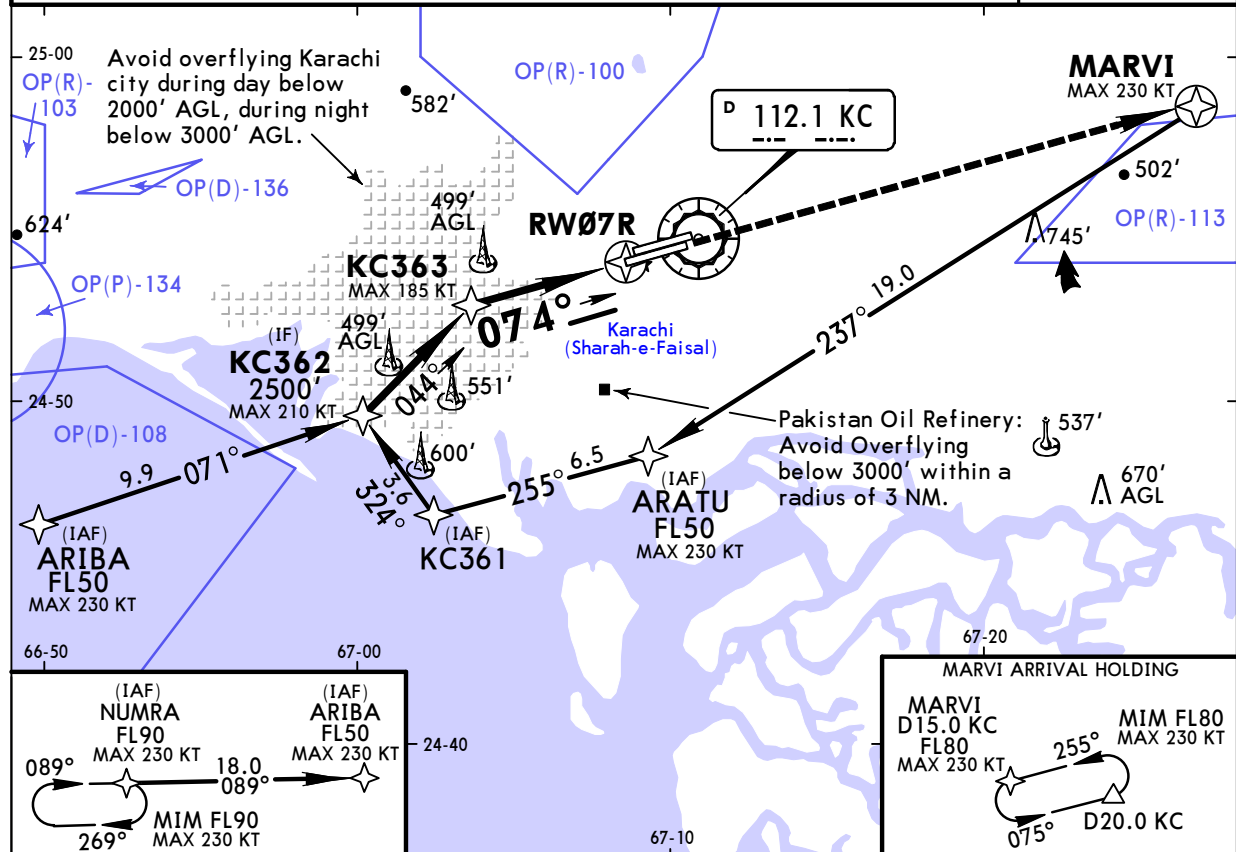 25-00
Avoid overflying Karachi
city during day below
2000' AGL, during night
below 3000' AGL.
OP(R)-
103
582'
OP(R)-100
MARVI
MAX 230 KT
D 112.1 KC
OP(D)-136
624'
499'
AGL
RWØ7R
502'
OP(R)-113
745'
KC363
MAX 185 KT
OP(P)-134
074°
19.0
237°
Karachi
(Sharah-e-Faisal)
499'
AGL
(IF)
KC362
2500'
MAX 210 KT
044°
551'
24-50
OP(D)-108
Pakistan Oil Refinery:
Avoid Overflying
below 3000' within a
radius of 3 NM.
537'
9.9
071°
600'
3.6
324°
255°
6.5
670'
AGL
(IAF)
ARATU
FL50
MAX 230 KT
(IAF)
ARIBA
FL50
MAX 230 KT
(IAF)
KC361
66-50
67-00
67-20
(IAF)
NUMRA
FL90
MAX 230 KT
(IAF)
ARIBA
FL50
MAX 230 KT
089°
18.0
089°
MIM FL90
MAX 230 KT
269°
24-40
67-10
MARVI ARRIVAL HOLDING
MARVI
D15.0 KC
FL80
MAX 230 KT
MIM FL80
MAX 230 KT
255°
075°
D20.0 KC